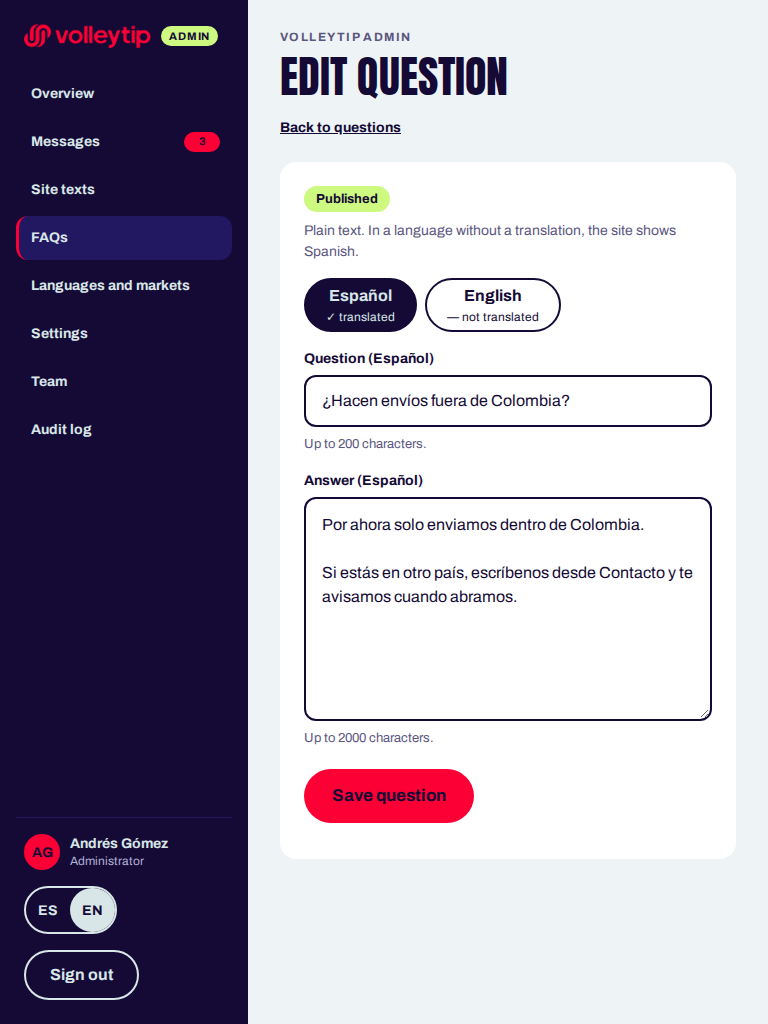 volleytip ADMIN
Overview
Messages 3
Site texts
FAQs
Languages and markets
Settings
Team
Audit log
AG
Andrés Gómez
Administrator
ES EN
Sign out
VOLLEYTIP ADMIN
EDIT QUESTION
Back to questions
Published
Plain text. In a language without a translation, the site shows
Spanish.
Español
✓ translated
English
— not translated
Question (Español)
¿Hacen envíos fuera de Colombia?
Up to 200 characters.
Answer (Español)
Por ahora solo enviamos dentro de Colombia.
Si estás en otro país, escríbenos desde Contacto y te
avisamos cuando abramos.
Up to 2000 characters.
Save question